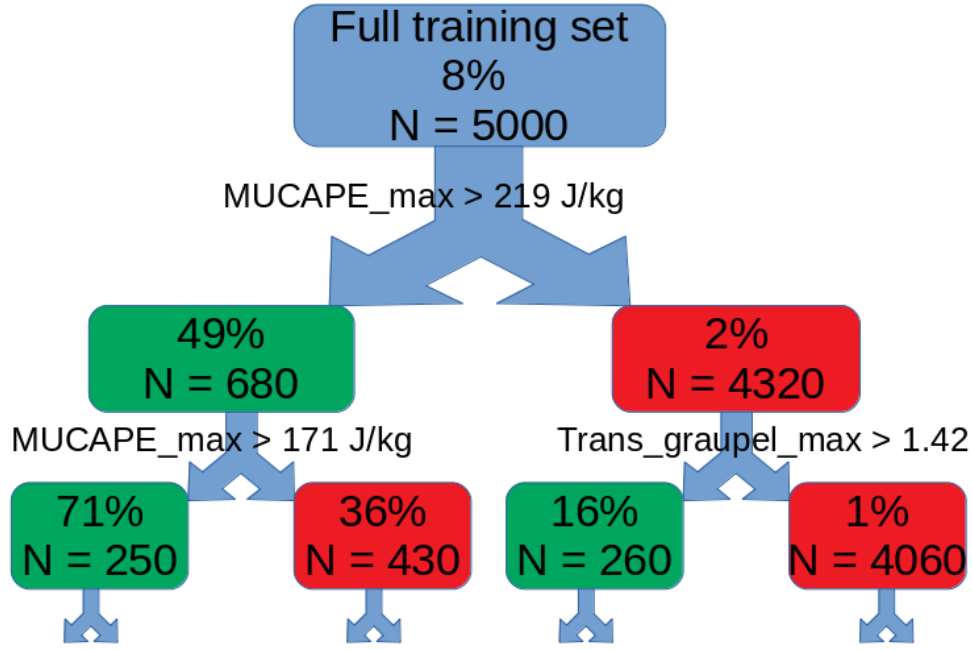 Full training set
8%
N = 5000
MUCAPE_max > 219 J/kg
49%
N = 680
2%
N = 4320
MUCAPE_max > 171 J/kg
Trans_graupel_max > 1.42
71%
N = 250
36%
N = 430
16%
N = 260
1%
N = 4060